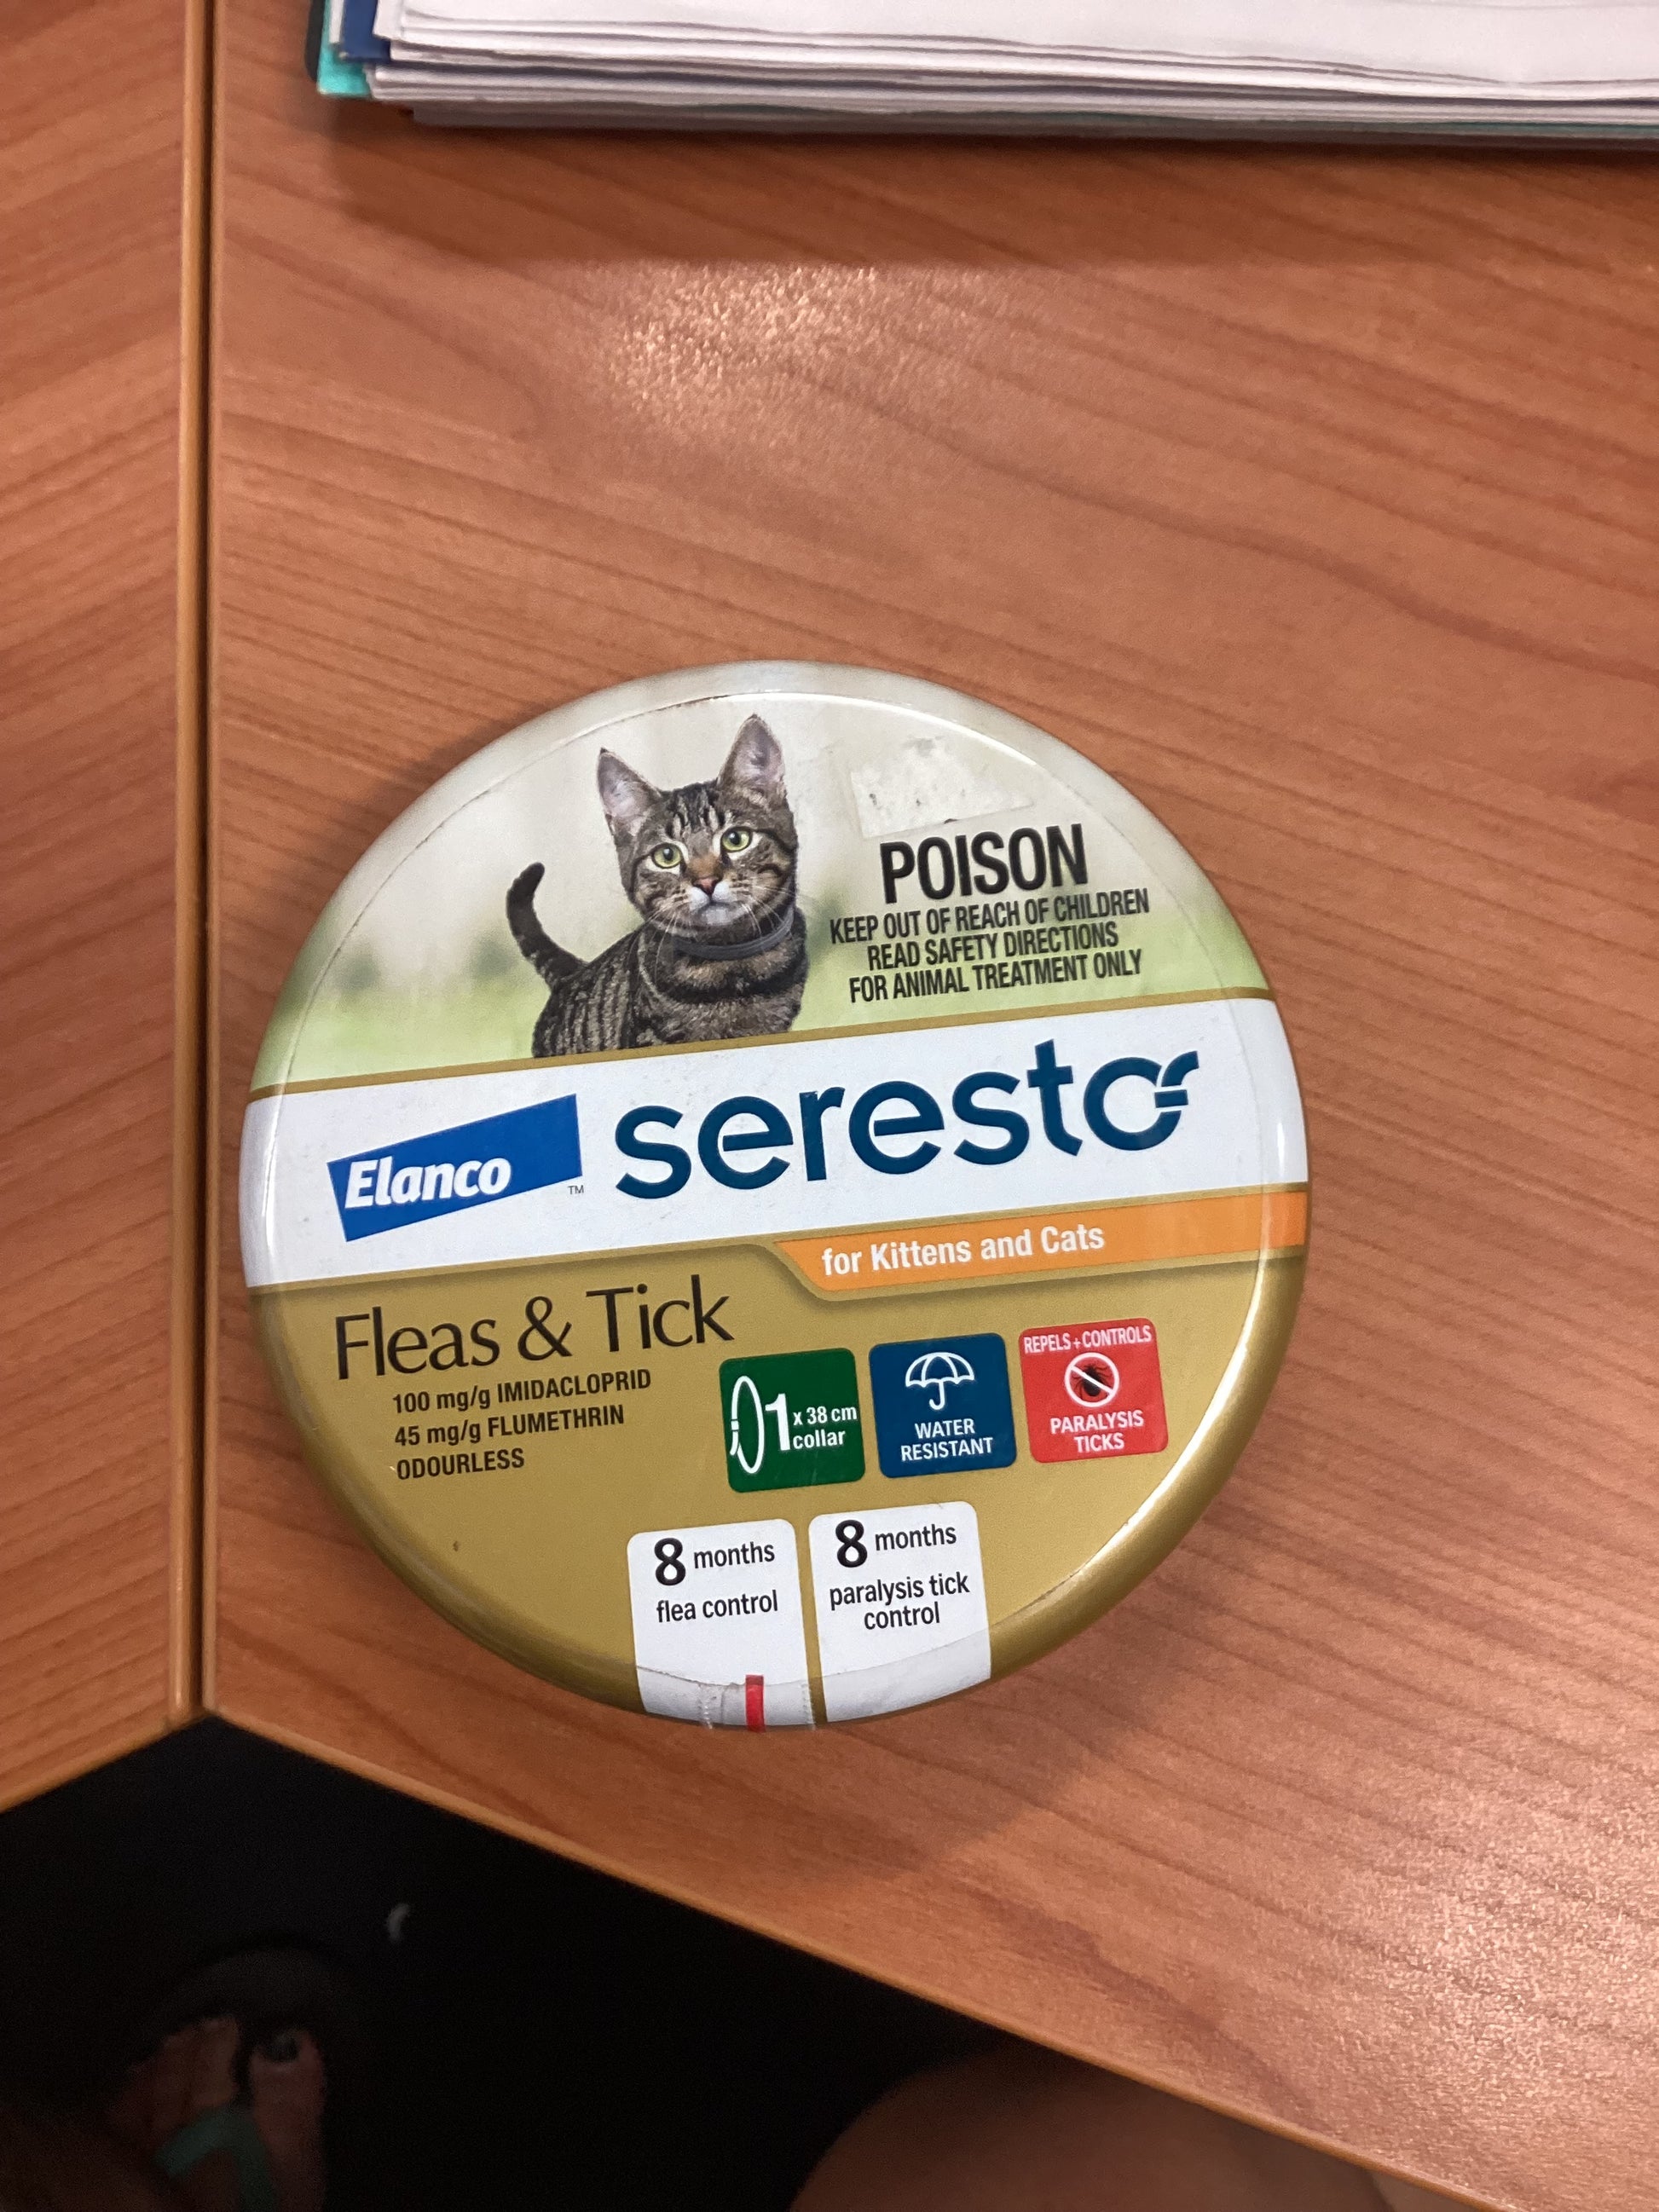 POISON
KEEP OUT OF REACH OF CHILDREN
READ SAFETY DIRECTIONS
FOR ANIMAL TREATMENT ONLY
Elanco™
seresto
for Kittens and Cats
Fleas & Tick
100 mg/g IMIDACLOPRID
45 mg/g FLUMETHRIN
ODOURLESS
1 x 38 cm
collar
WATER
RESISTANT
REPELS + CONTROLS
PARALYSIS
TICKS
8 months
flea control
8 months
paralysis tick
control